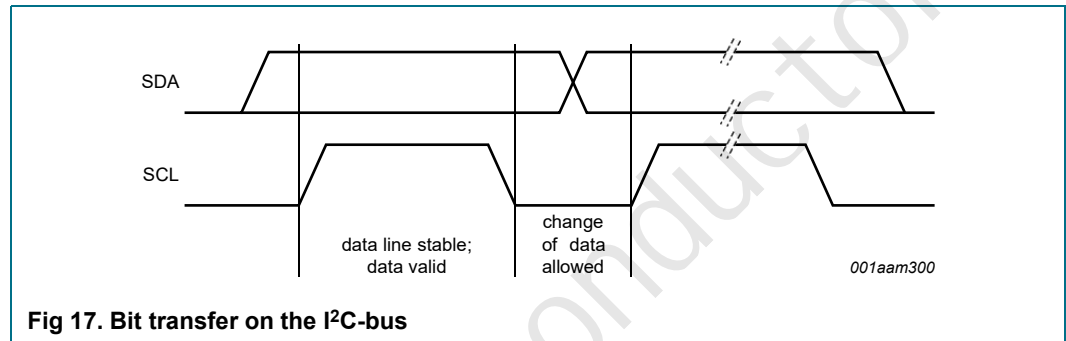 SDA
SCL
data line stable;
data valid
change
of data
allowed
001aam300
Fig 17. Bit transfer on the I²C-bus